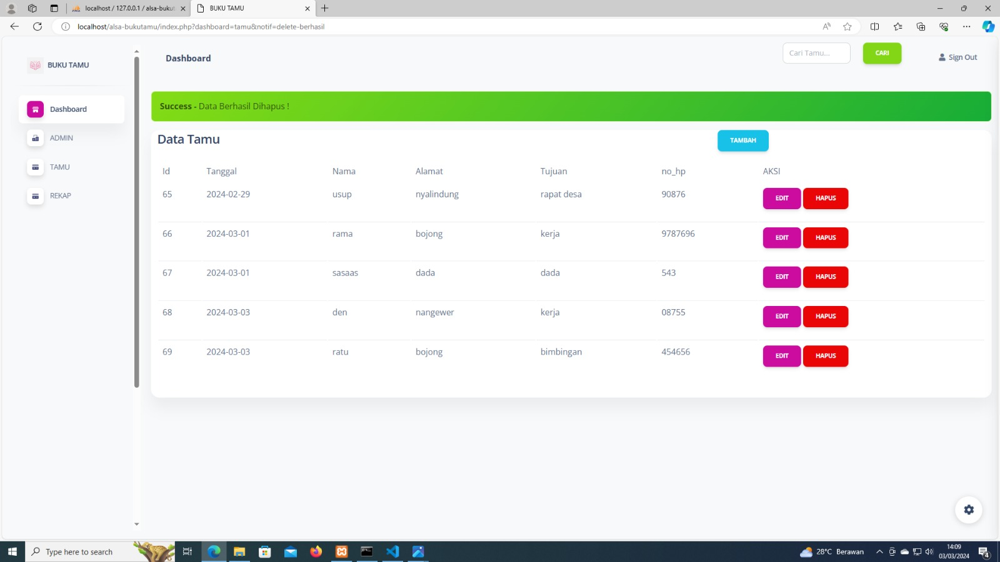 localhost / 127.0.0.1 / alsa-bukut
BUKU TAMU
localhost/alsa-bukutamu/index.php?dashboard=tamu&notif=delete-berhasil
BUKU TAMU
Dashboard
Cari Tamu...
CARI
Sign Out
Dashboard
ADMIN
TAMU
REKAP
Success - Data Berhasil Dihapus !
Data Tamu
TAMBAH
Id Tanggal Nama Alamat Tujuan no_hp AKSI
65 2024-02-29 usup nyalindung rapat desa 90876 EDIT HAPUS
66 2024-03-01 rama bojong kerja 9787696 EDIT HAPUS
67 2024-03-01 sasaas dada dada 543 EDIT HAPUS
68 2024-03-03 den nangewer kerja 08755 EDIT HAPUS
69 2024-03-03 ratu bojong bimbingan 454656 EDIT HAPUS
Type here to search
28°C Berawan
14:09
03/03/2024
4